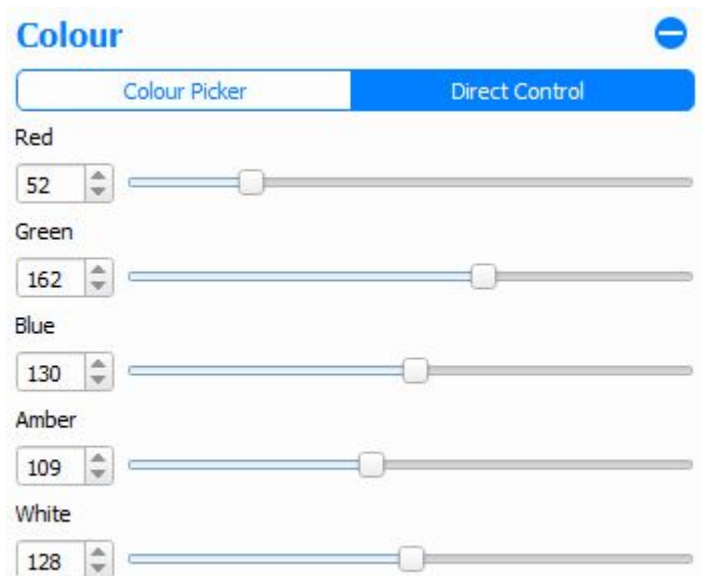 Colour
Colour Picker Direct Control
Red
52
Green
162
Blue
130
Amber
109
White
128